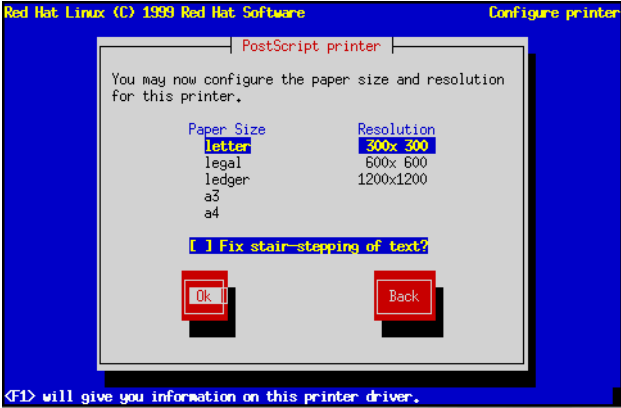 Red Hat Linux (C) 1999 Red Hat Software Configure printer
PostScript printer
You may now configure the paper size and resolution
for this printer.
Paper Size Resolution
letter 300x 300
legal 600x 600
ledger 1200x1200
a3
a4
[ ] Fix stair-stepping of text?
Ok Back
<F1> will give you information on this printer driver.